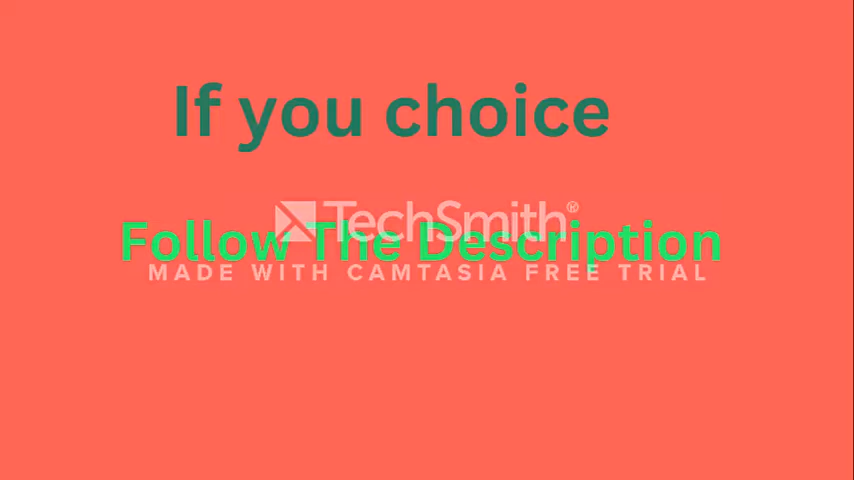 If you choice
TechSmith®
Follow The Description
MADE WITH CAMTASIA FREE TRIAL